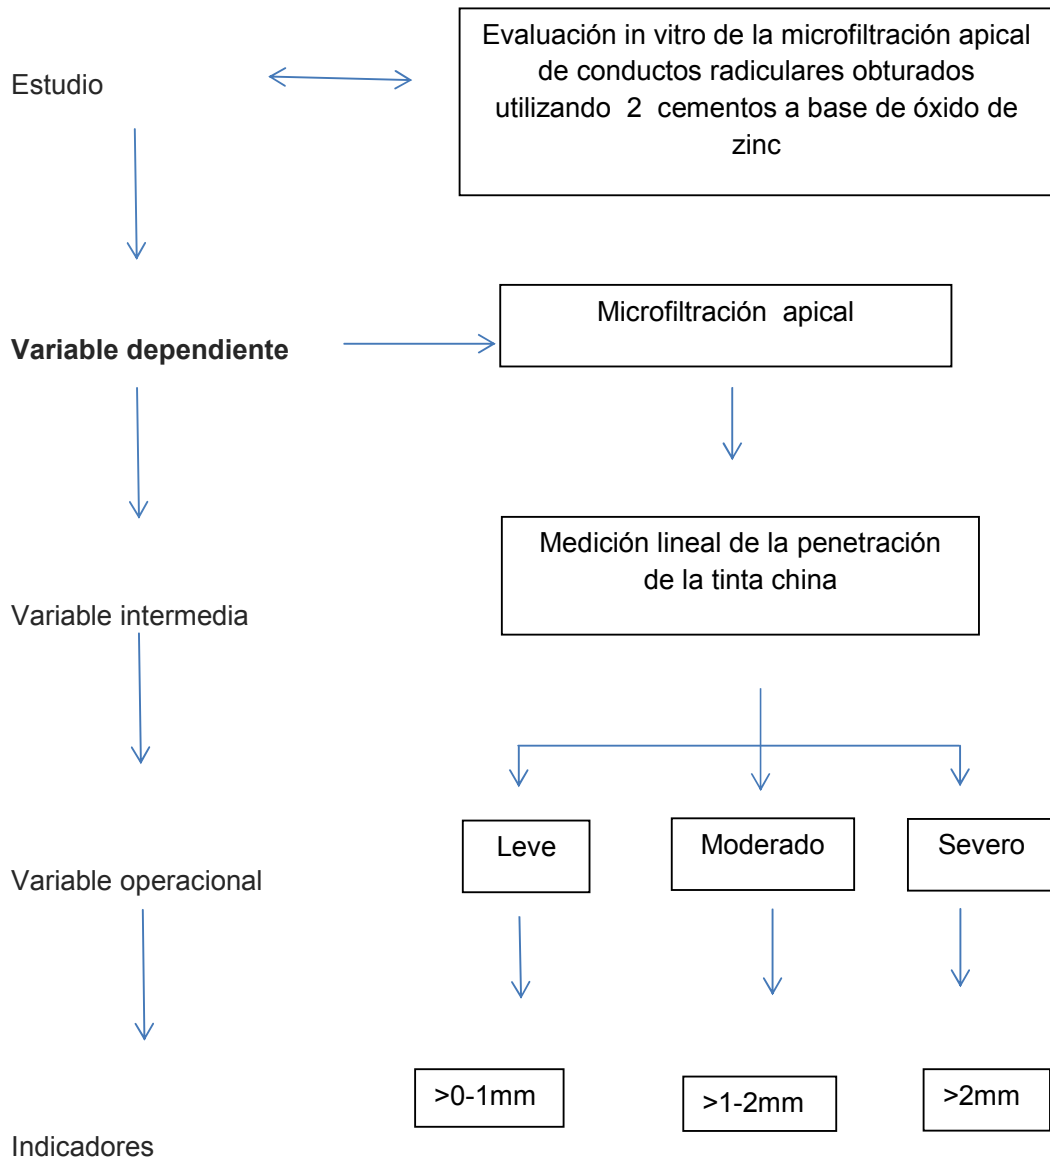 Estudio
Evaluación in vitro de la microfiltración apical
de conductos radiculares obturados
utilizando 2 cementos a base de óxido de
zinc
Variable dependiente
Microfiltración apical
Medición lineal de la penetración
de la tinta china
Variable intermedia
Leve
Moderado
Severo
Variable operacional
>0-1mm
>1-2mm
>2mm
Indicadores